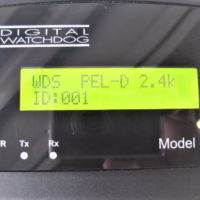 DIGITAL
WATCHDOG
WDS PEL-D 2.4k
ID:001
R Tx Rx Model